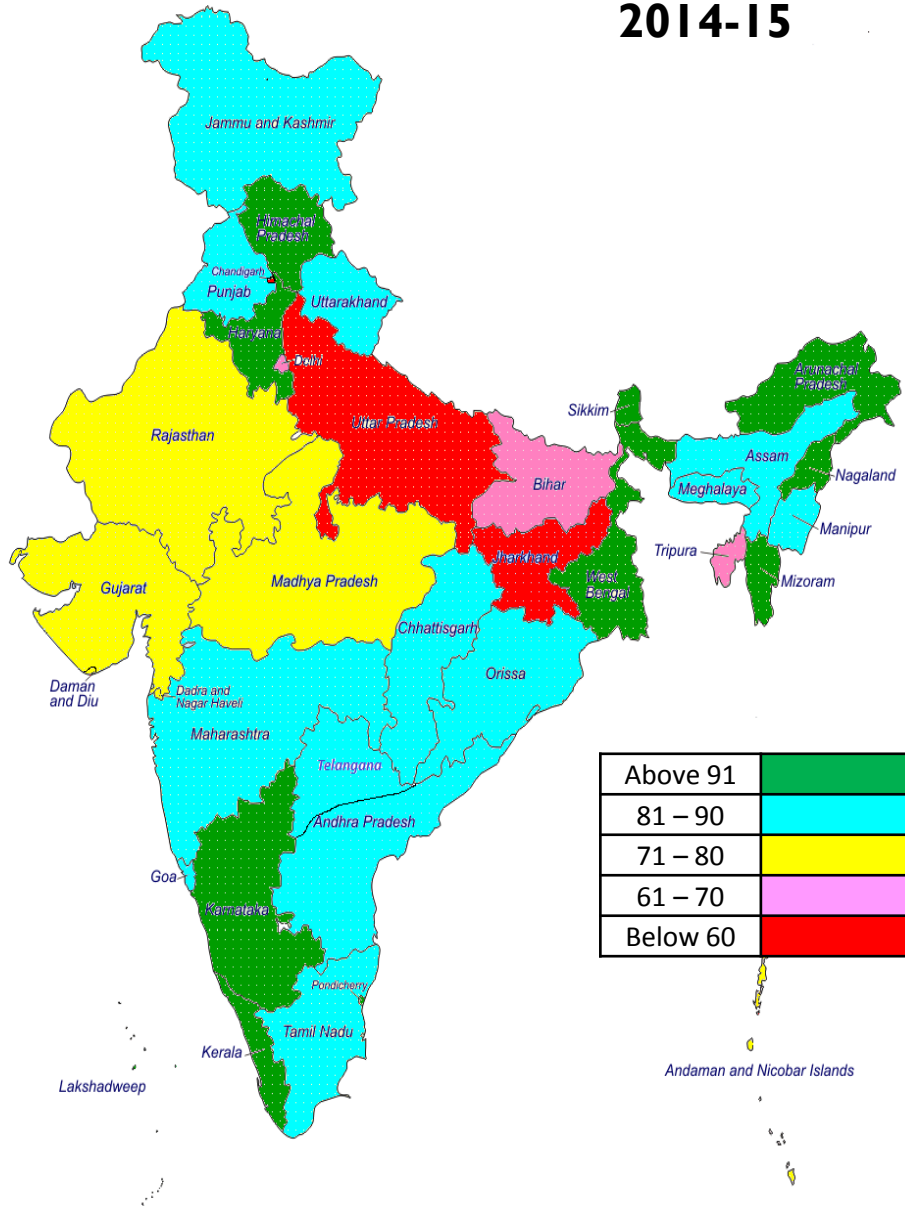 2014-15
Jammu and Kashmir
Himachal
Pradesh
Chandigarh
Punjab
Uttarakhand
Haryana
Delhi
Arunachal
Pradesh
Sikkim
Uttar Pradesh
Rajasthan
Assam
Nagaland
Bihar
Meghalaya
Manipur
Tripura
Jharkhand
Mizoram
West
Bengal
Gujarat
Madhya Pradesh
Chhattisgarh
Orissa
Daman
and Diu
Dadra and
Nagar Haveli
Maharashtra
Telangana
Andhra Pradesh
Above 91
81 – 90
71 – 80
61 – 70
Below 60
Goa
Karnataka
Pondicherry
Tamil Nadu
Kerala
Lakshadweep
Andaman and Nicobar Islands